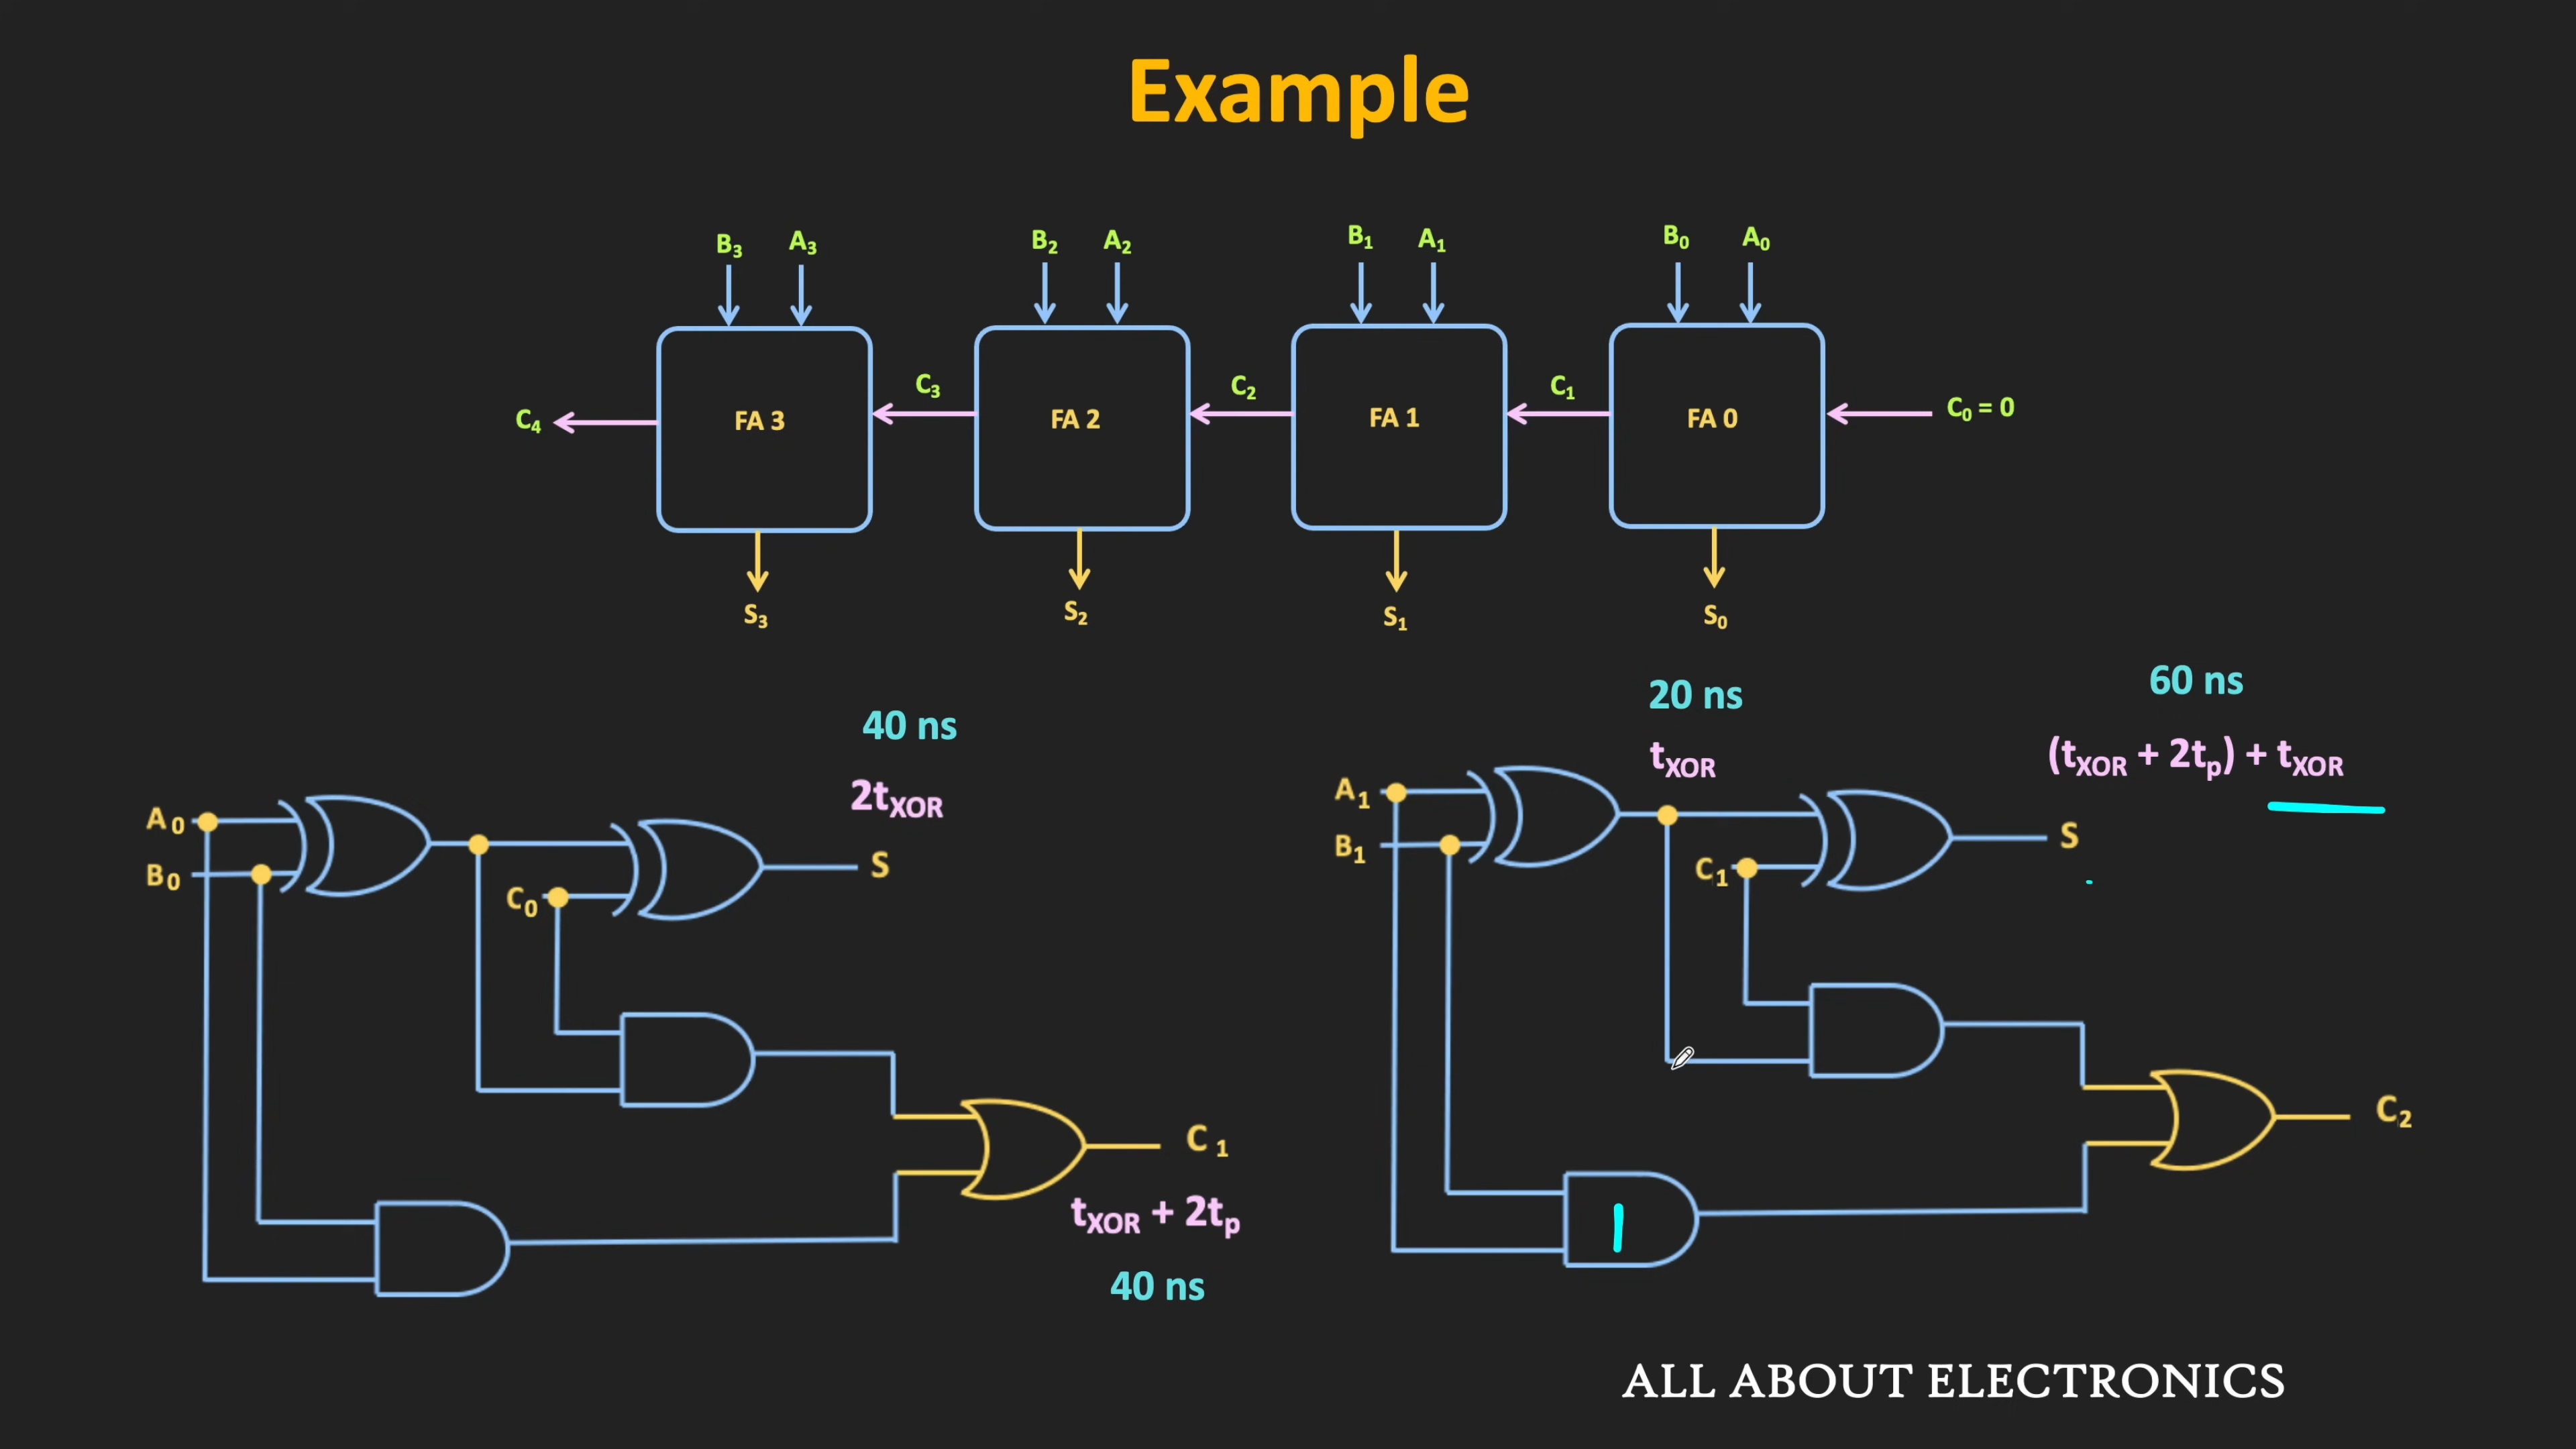 Example
B₃ A₃ B₂ A₂ B₁ A₁ B₀ A₀
C₄ FA 3 C₃ FA 2 C₂ FA 1 C₁ FA 0 C₀ = 0
S₃ S₂ S₁ S₀
40 ns
2tXOR
A₀
B₀
C₀
S
C₁
tXOR + 2tp
40 ns
20 ns
tXOR
60 ns
(tXOR + 2tp) + tXOR
A₁
B₁
C₁
S
C₂
ALL ABOUT ELECTRONICS